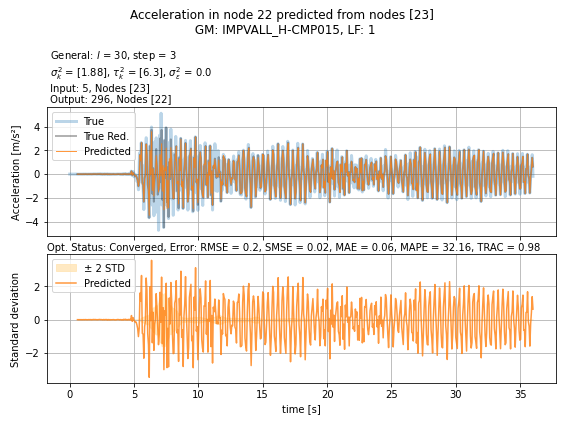 Acceleration in node 22 predicted from nodes [23]
GM: IMPVALL_H-CMP015, LF: 1
General: l = 30, step = 3
σ²ₖ = [1.88], τ²ₖ = [6.3], σ²ε = 0.0
Input: 5, Nodes [23]
Output: 296, Nodes [22]
True
True Red.
Predicted
Acceleration [m/s²]
4
2
0
−2
−4
Opt. Status: Converged, Error: RMSE = 0.2, SMSE = 0.02, MAE = 0.06, MAPE = 32.16, TRAC = 0.98
± 2 STD
Predicted
Standard deviation
2
0
−2
0 5 10 15 20 25 30 35
time [s]